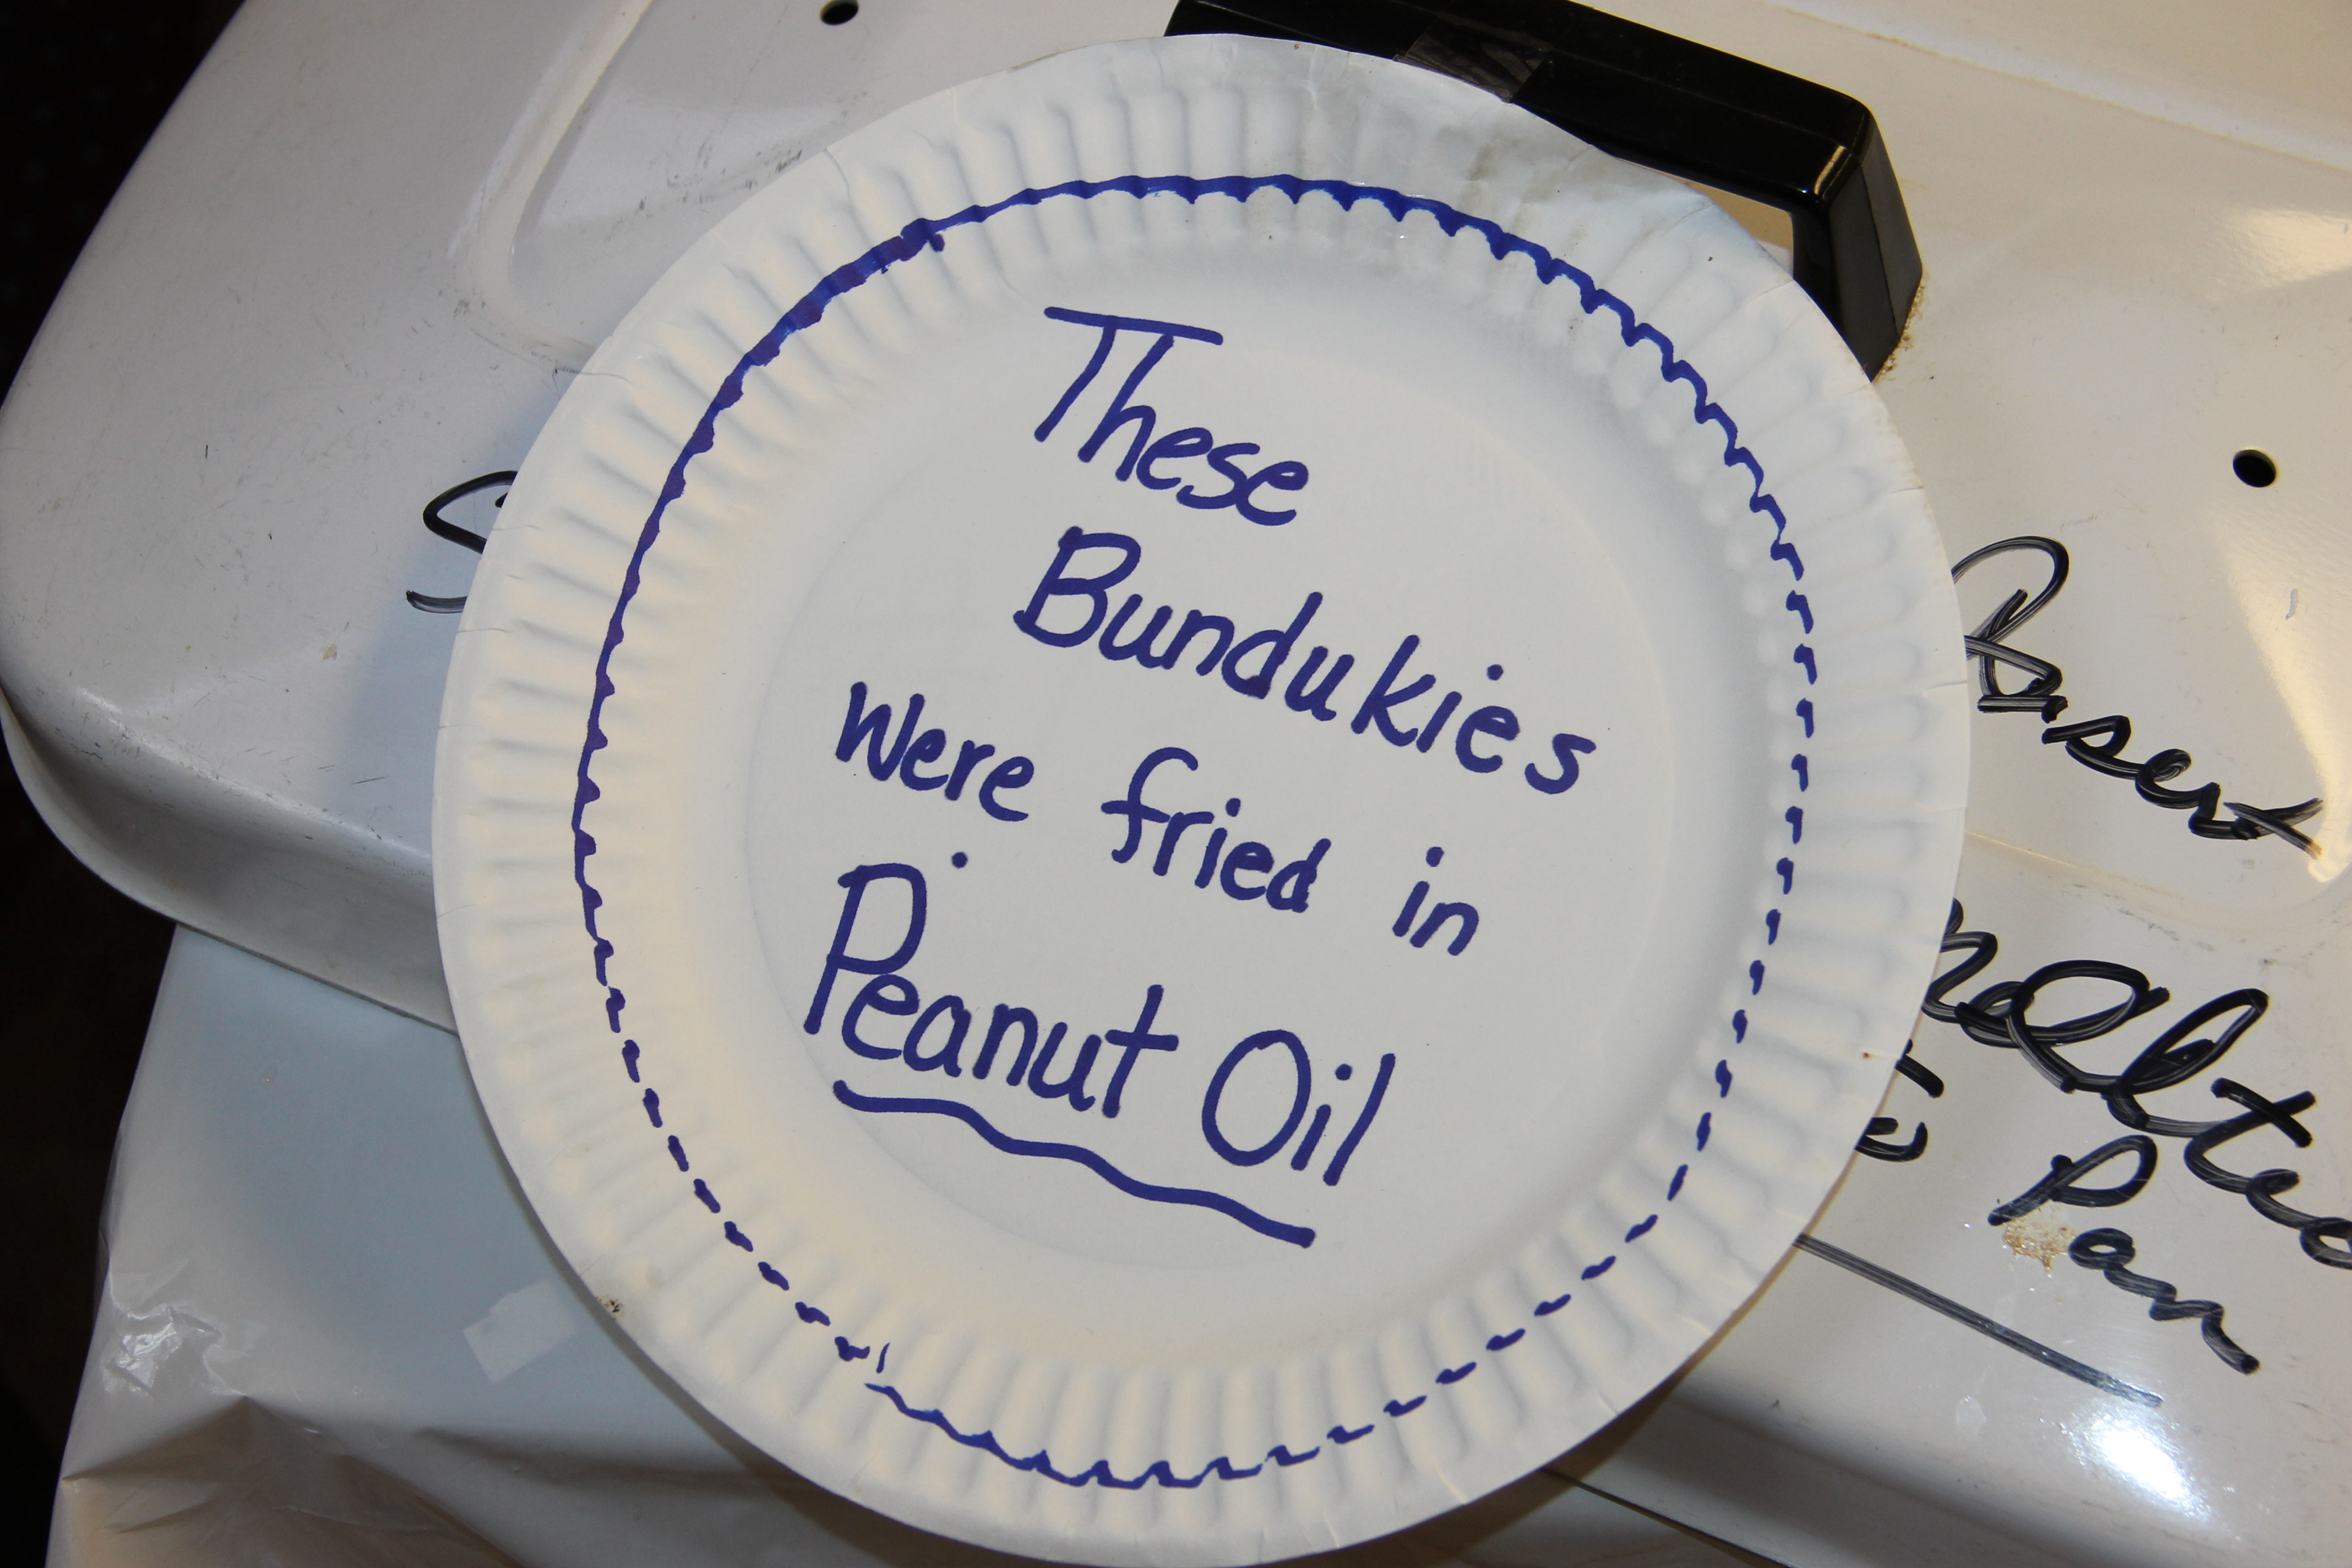 These
Bundukies
Were fried in
Peanut Oil
Pan